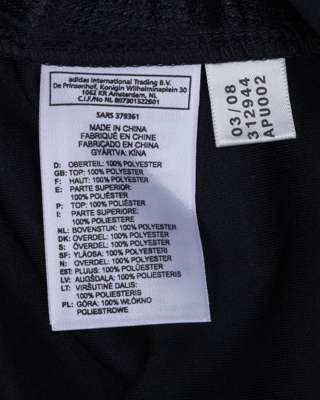 adidas International Trading B.V.
De Prinsenhof, Konigin Wilhelminaplein 30
1062 KR Amsterdam, NL
C.I.F./No NL 807301322B01
SARS 379361
MADE IN CHINA
FABRIQUÉ EN CHINE
FABRICADO EN CHINA
GYÁRTVA: KÍNA
D: OBERTEIL: 100% POLYESTER
GB: TOP: 100% POLYESTER
F: HAUT: 100% POLYESTER
E: PARTE SUPERIOR:
100% POLIÉSTER
P: TOP: 100% POLIÉSTER
I: PARTE SUPERIORE:
100% POLIESTERE
NL: BOVENSTUK: 100% POLYESTER
DK: OVERDEL: 100% POLYESTER
S: ÖVERDEL: 100% POLYESTER
SF: YLÄOSA: 100% POLYESTERI
N: OVERDEL: 100% POLYESTER
EST: PLUUS: 100% POLÜESTER
LV: AUGŠDAĻA: 100% POLIESTERIS
LT: VIRŠUTINĖ DALIS:
100% POLIESTERIS
PL: GÓRA: 100% WŁÓKNO
POLIESTROWE
03/08
312944
APU002